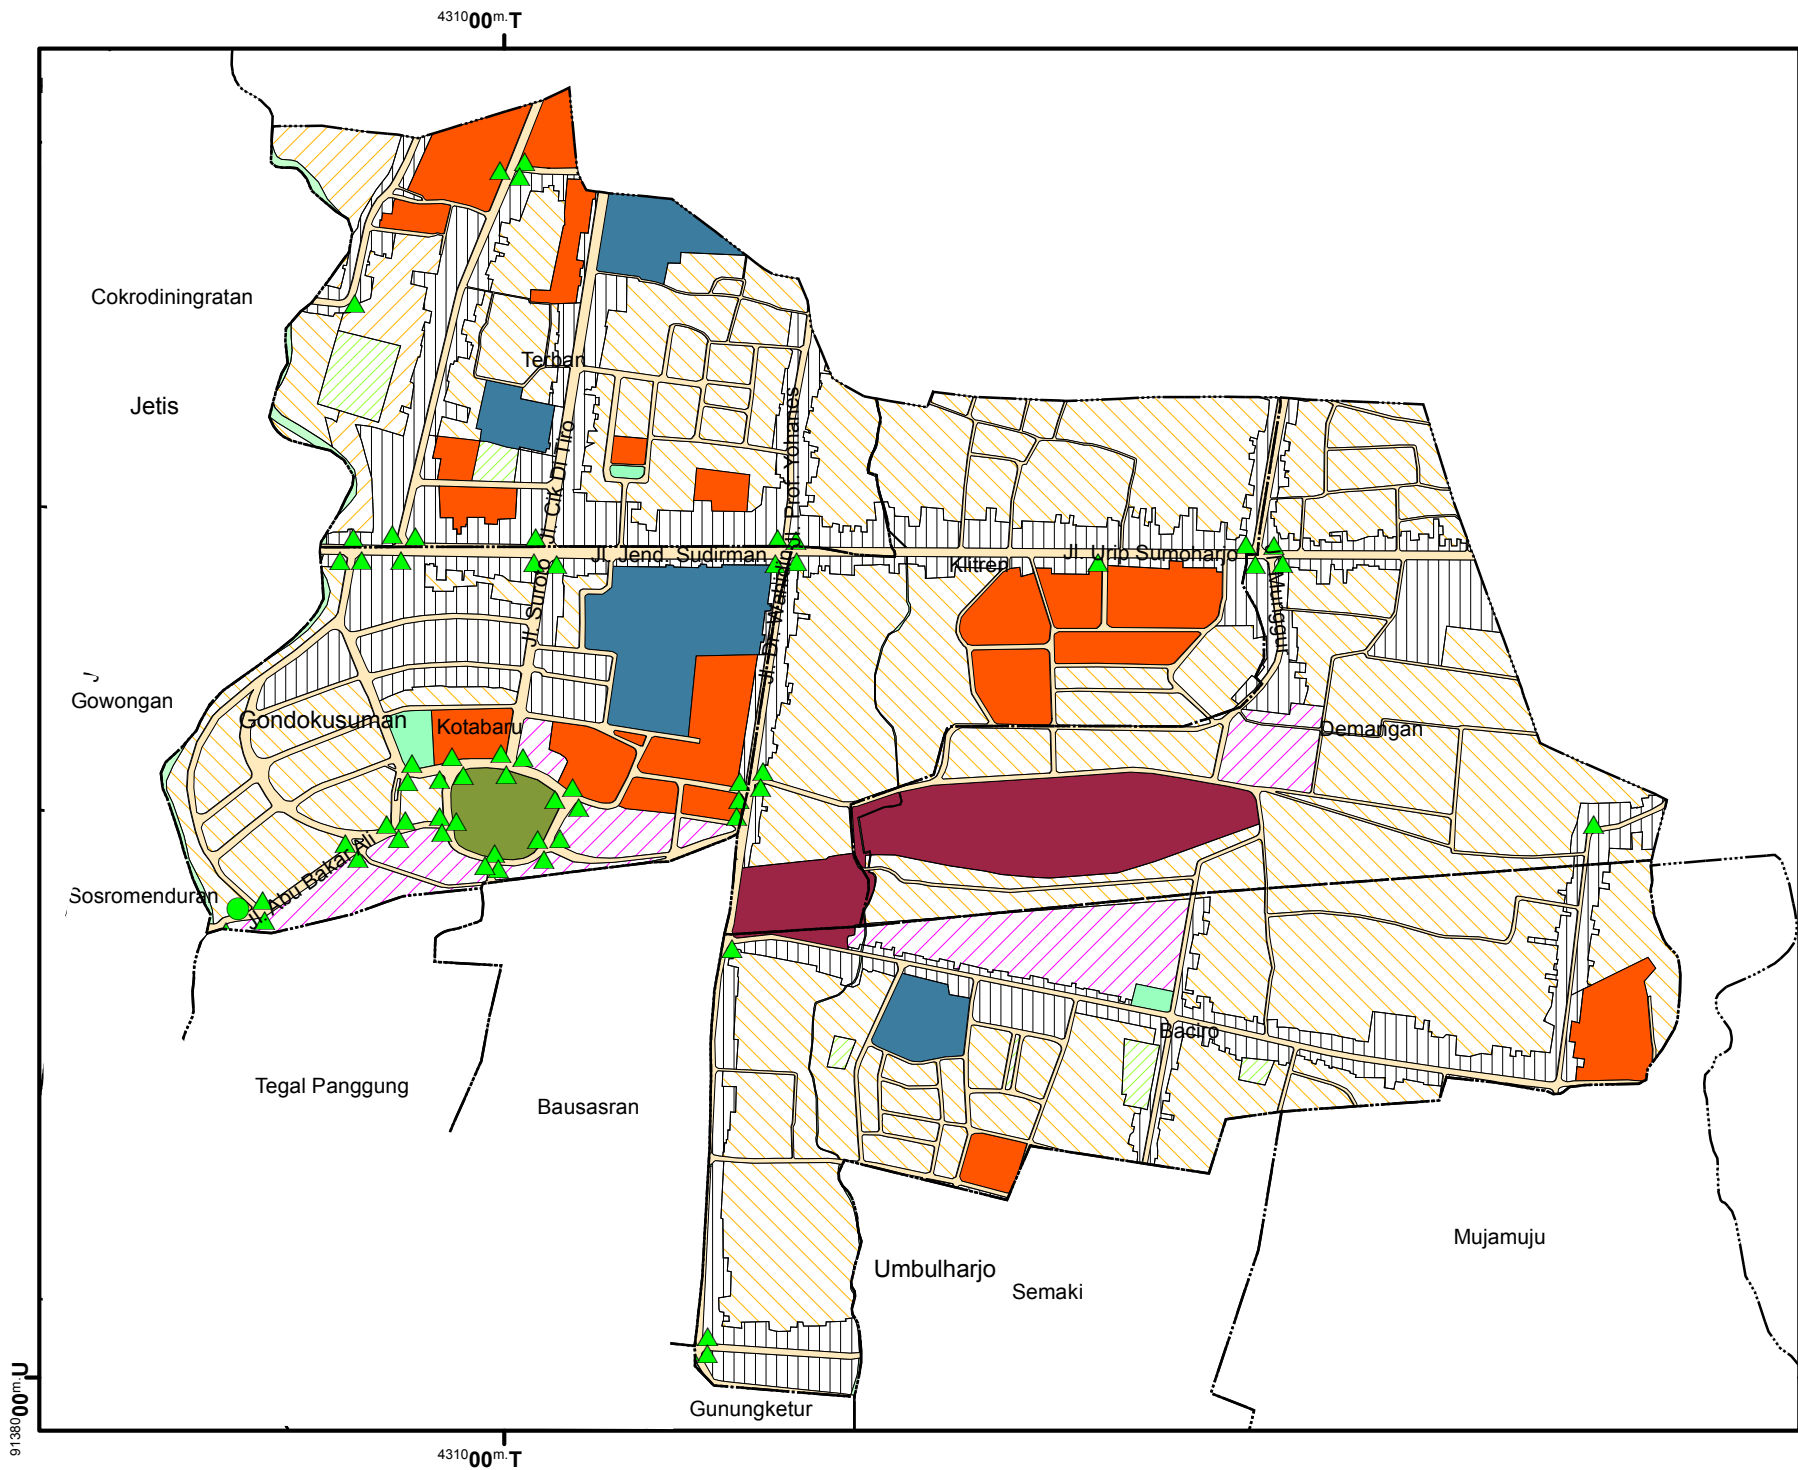 431000m.T
Cokrodiningratan
Terban
Jetis
Jl. Prof. Yohanes
Jl. Cik Di Tiro
Jl. Jend. Sudirman
Jl. Urip Sumoharjo
Klitren
Jl. Suroto
Jl. Dr. Wahidin
Munggur
Gowongan
Gondokusuman
Kotabaru
Demangan
Jl. Abu Bakar Ali
Sosromenduran
Baciro
Tegal Panggung
Bausasran
Mujamuju
Umbulharjo
Semaki
Gunungketur
9138000m.U
431000m.T